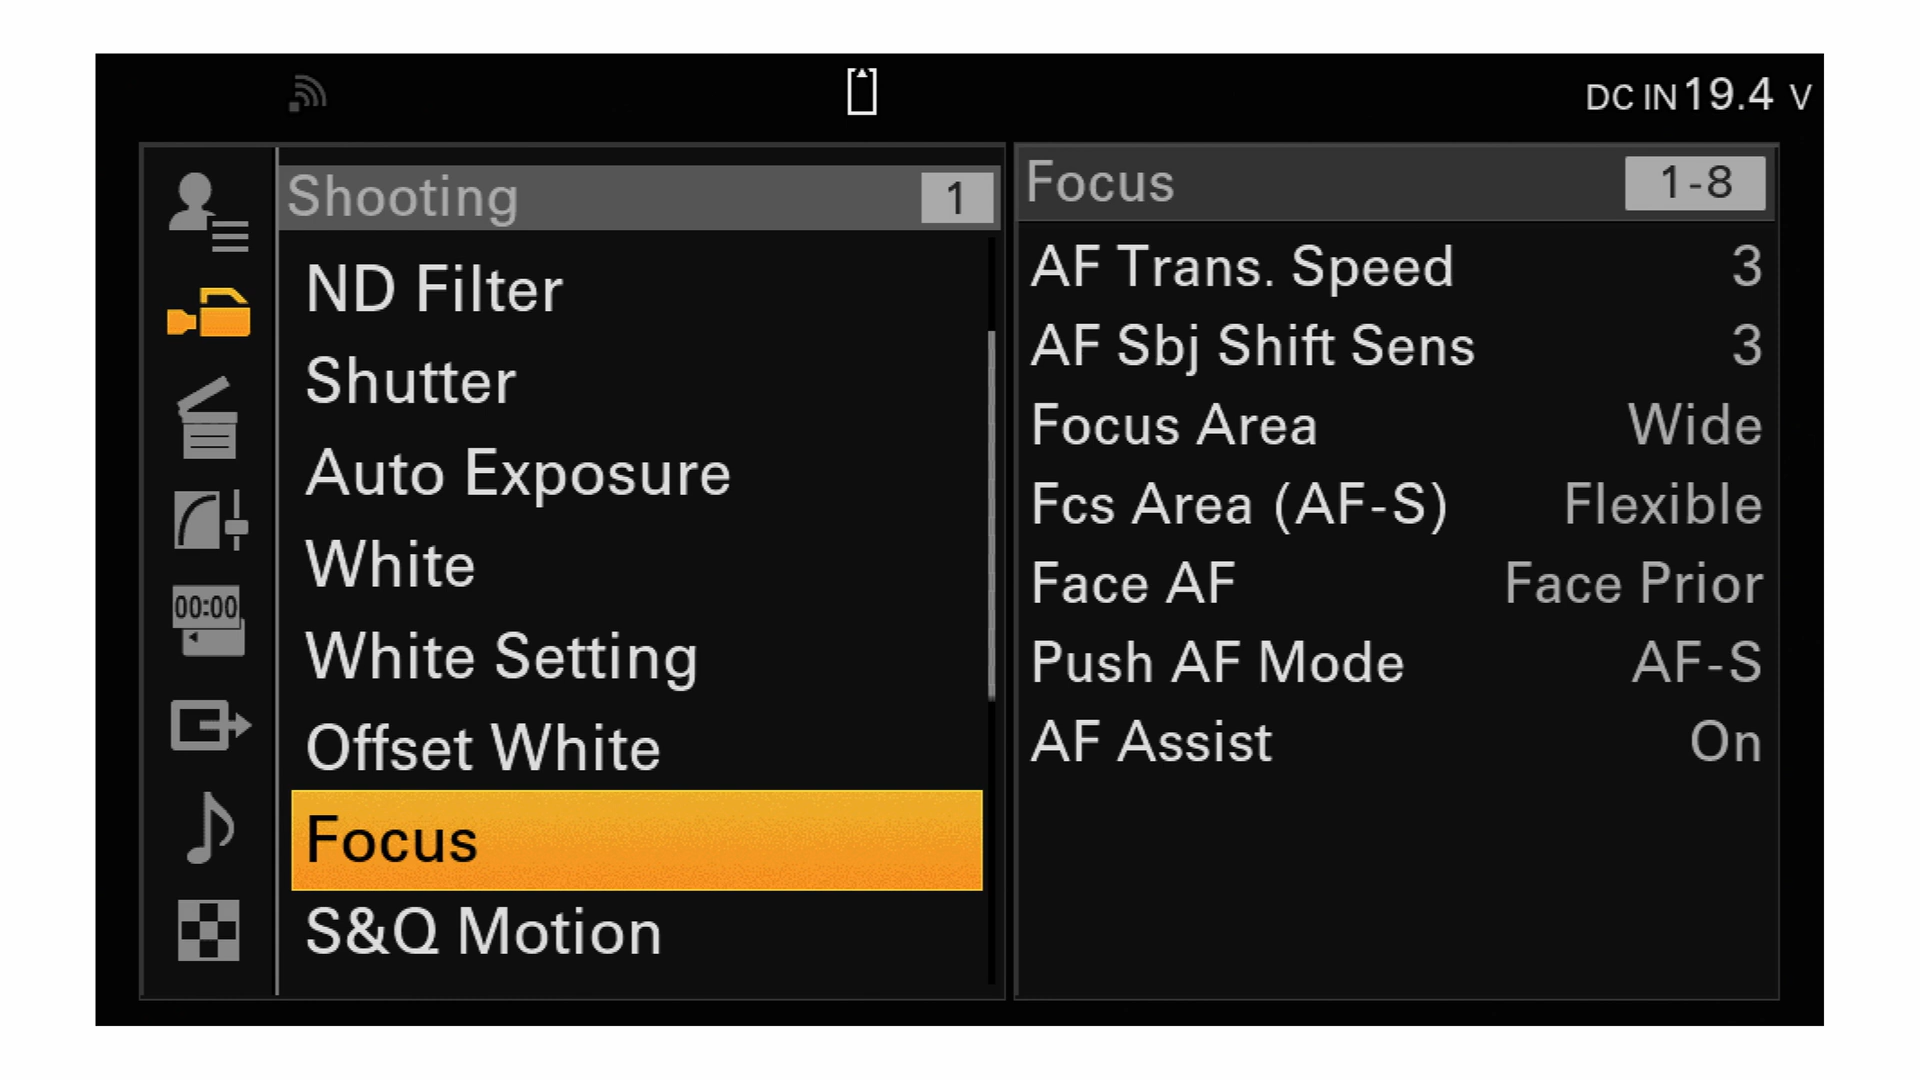 DC IN 19.4 V
Shooting 1
ND Filter
Shutter
Auto Exposure
White
White Setting
Offset White
Focus
S&Q Motion
00:00
Focus 1-8
AF Trans. Speed 3
AF Sbj Shift Sens 3
Focus Area Wide
Fcs Area (AF-S) Flexible
Face AF Face Prior
Push AF Mode AF-S
AF Assist On